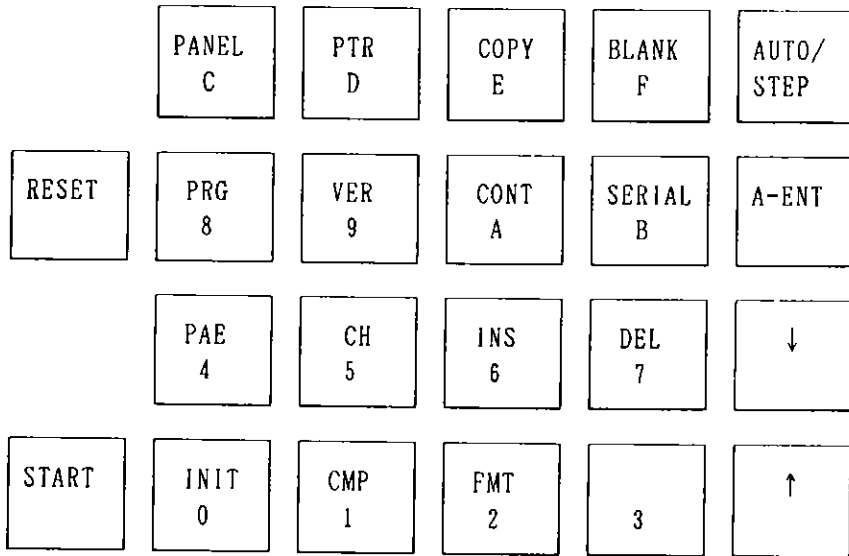 PANEL PTR COPY BLANK AUTO/
C D E F STEP
RESET PRG VER CONT SERIAL A-ENT
8 9 A B
PAE CH INS DEL ↓
4 5 6 7
START INIT CMP FMT ↑
0 1 2 3